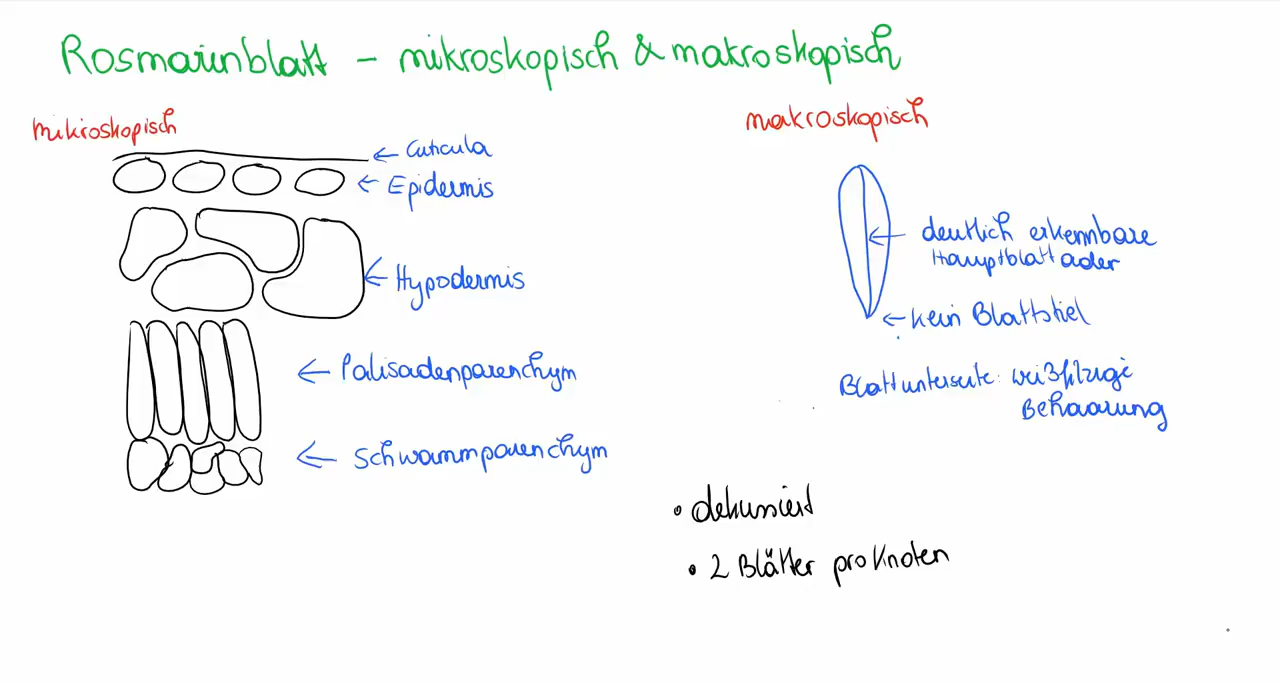 Rosmarinblatt – mikroskopisch & makroskopisch
mikroskopisch
← Cuticula
← Epidermis
← Hypodermis
← Palisadenparenchym
← Schwammparenchym
makroskopisch
← deutlich erkennbare
Hauptblattader
← kein Blattstiel
Blattunterseite: weißfilzige
Behaarung
• dekussiert
• 2 Blätter pro Knoten